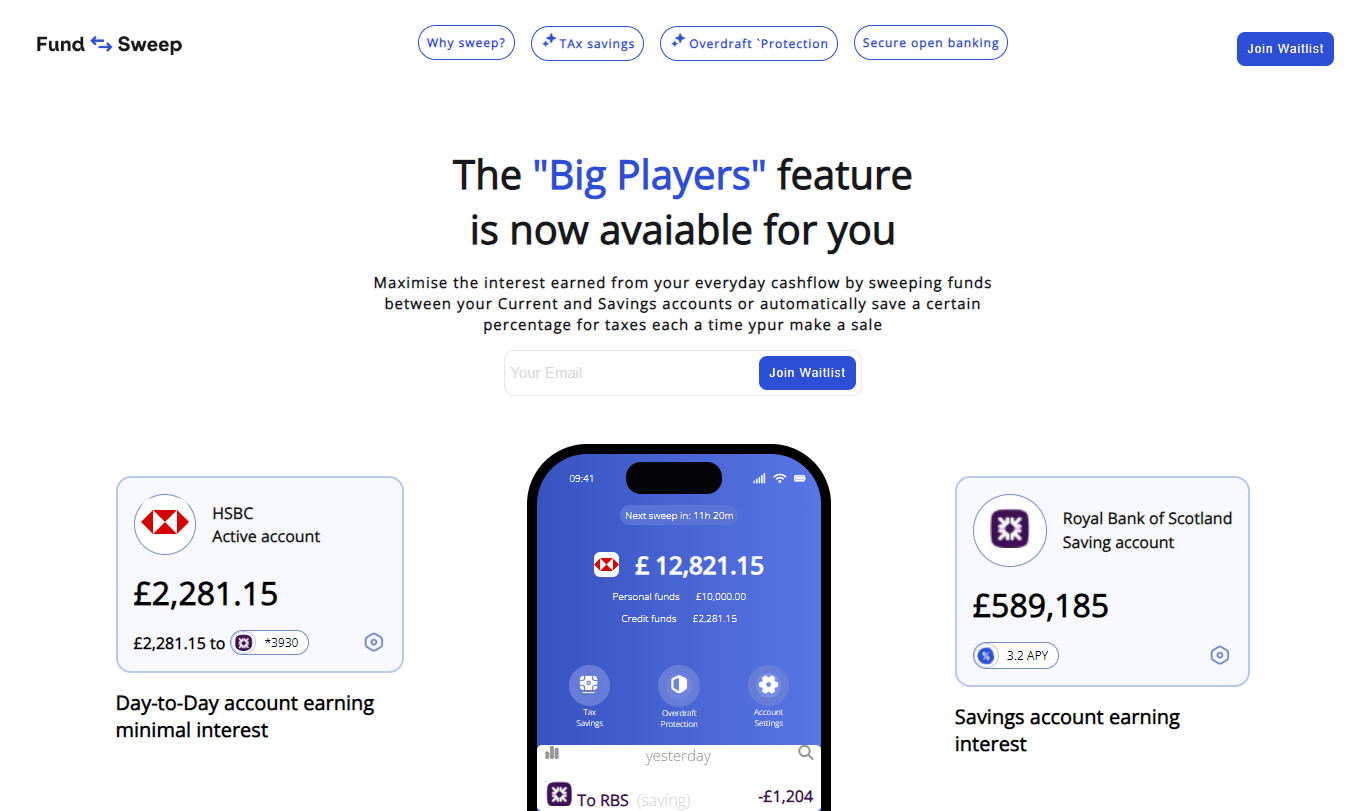 Fund Sweep
Why sweep?
TAx savings
Overdraft `Protection
Secure open banking
Join Waitlist
The "Big Players" feature
is now avaiable for you
Maximise the interest earned from your everyday cashflow by sweeping funds
between your Current and Savings accounts or automatically save a certain
percentage for taxes each a time ypur make a sale
Your Email
Join Waitlist
HSBC
Active account
£2,281.15
£2,281.15 to *3930
Day-to-Day account earning
minimal interest
09:41
Next sweep in: 11h 20m
£ 12,821.15
Personal funds £10,000.00
Credit funds £2,281.15
Tax
Savings
Overdraft
Protection
Account
Settings
yesterday
To RBS (saving) -£1,204
Royal Bank of Scotland
Saving account
£589,185
% 3.2 APY
Savings account earning
interest